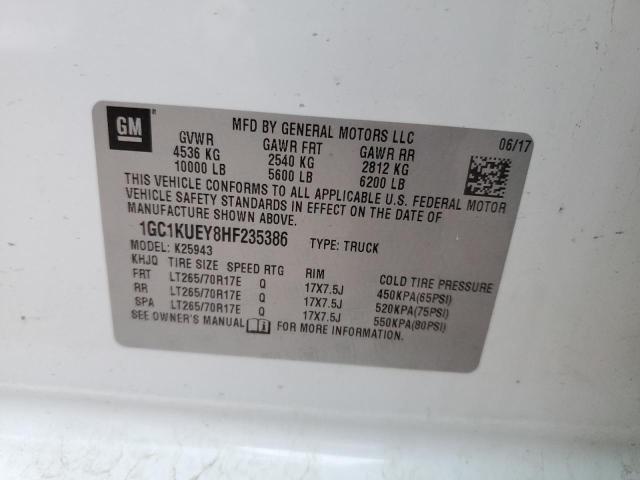 GM
MFD BY GENERAL MOTORS LLC 06/17
GVWR GAWR FRT GAWR RR
4536 KG 2540 KG 2812 KG
10000 LB 5600 LB 6200 LB
THIS VEHICLE CONFORMS TO ALL APPLICABLE U.S. FEDERAL MOTOR
VEHICLE SAFETY STANDARDS IN EFFECT ON THE DATE OF
MANUFACTURE SHOWN ABOVE.
1GC1KUEY8HF235386 TYPE: TRUCK
MODEL: K25943
KHJQ TIRE SIZE SPEED RTG RIM COLD TIRE PRESSURE
FRT LT265/70R17E Q 17X7.5J 450KPA(65PSI)
RR LT265/70R17E Q 17X7.5J 520KPA(75PSI)
SPA LT265/70R17E Q 17X7.5J 550KPA(80PSI)
SEE OWNER'S MANUAL FOR MORE INFORMATION.